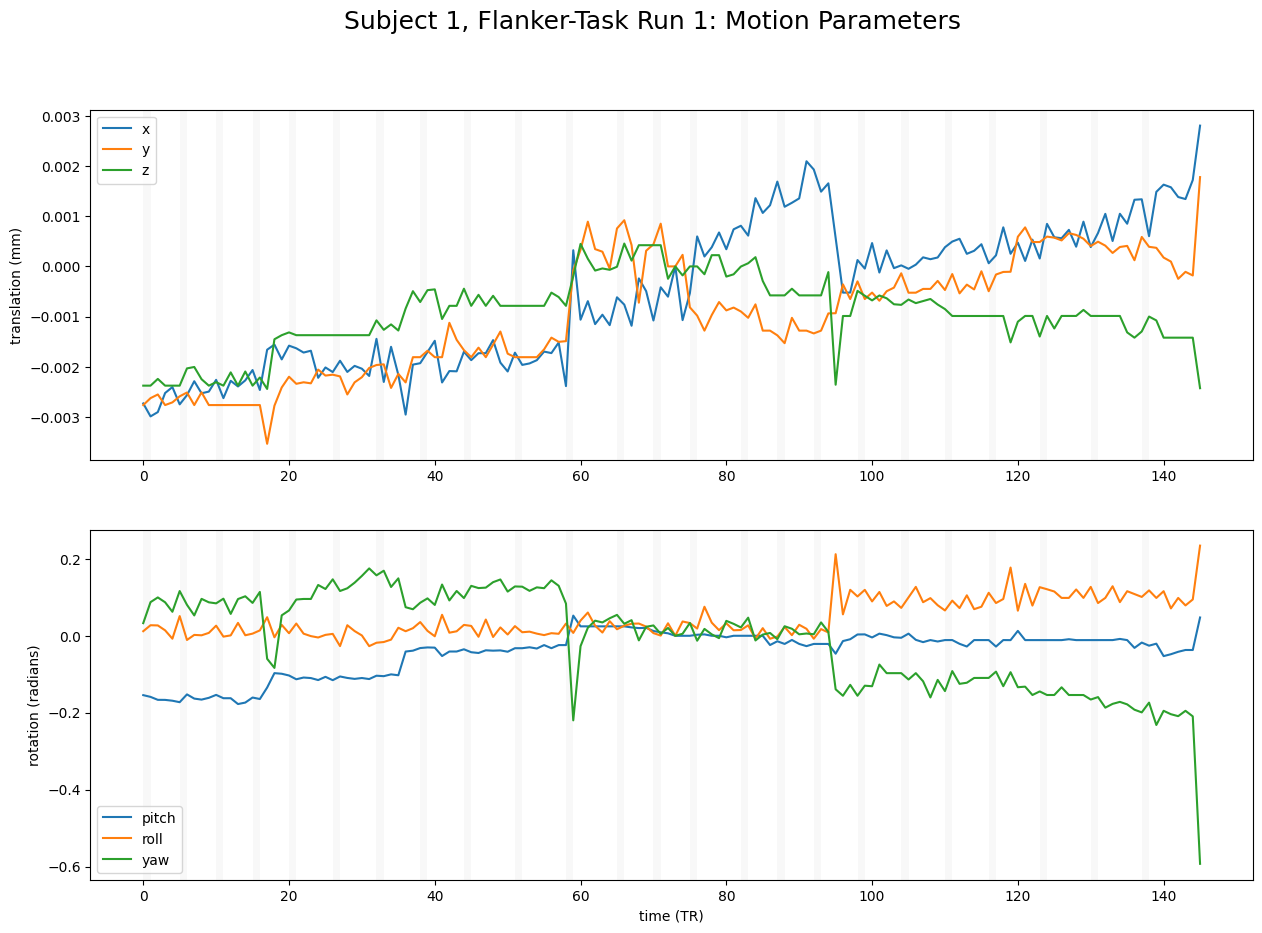 Subject 1, Flanker-Task Run 1: Motion Parameters
translation (mm)
0.003
0.002
0.001
0.000
−0.001
−0.002
−0.003
x
y
z
0 20 40 60 80 100 120 140
rotation (radians)
0.2
0.0
−0.2
−0.4
−0.6
pitch
roll
yaw
0 20 40 60 80 100 120 140
time (TR)